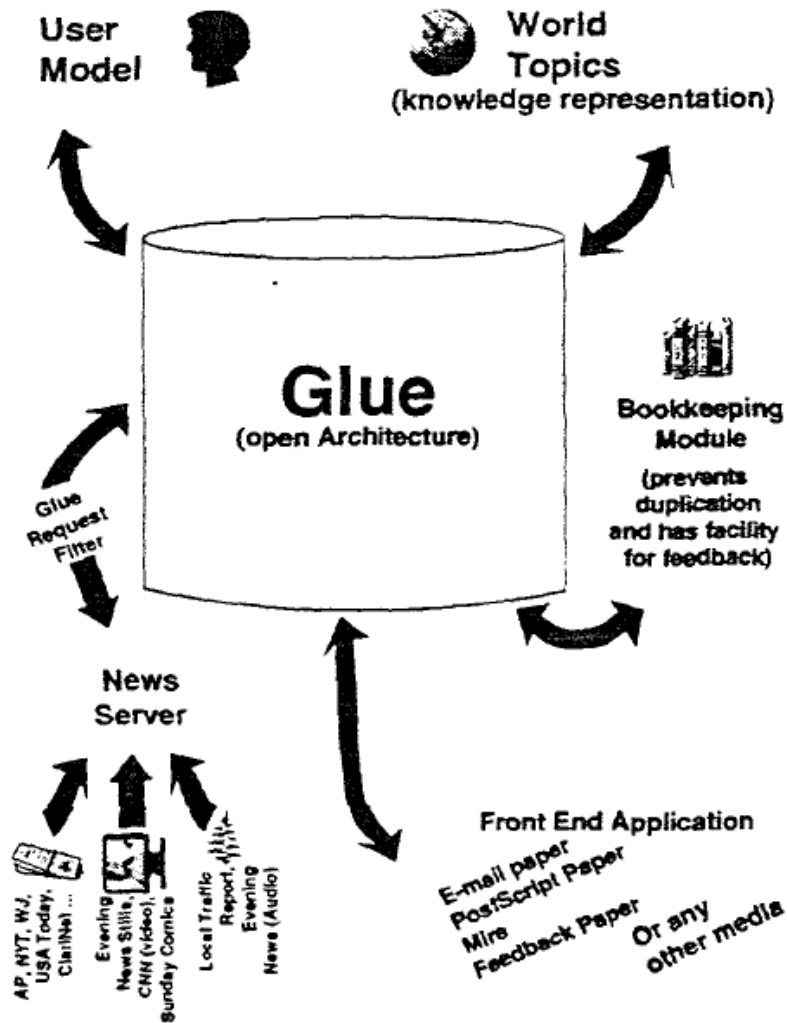 User
Model
World
Topics
(knowledge representation)
Glue
(open Architecture)
Bookkeeping
Module
(prevents
duplication
and has facility
for feedback)
Glue
Request
Filter
News
Server
AP, NYT, WJ,
USA Today,
ClariNet ...
Evening
News Stills,
CNN (video),
Sunday Comics
Local Traffic
Report,
Evening
News (Audio)
Front End Application
E-mail paper
PostScript Paper
Mire
Feedback Paper
Or any
other media